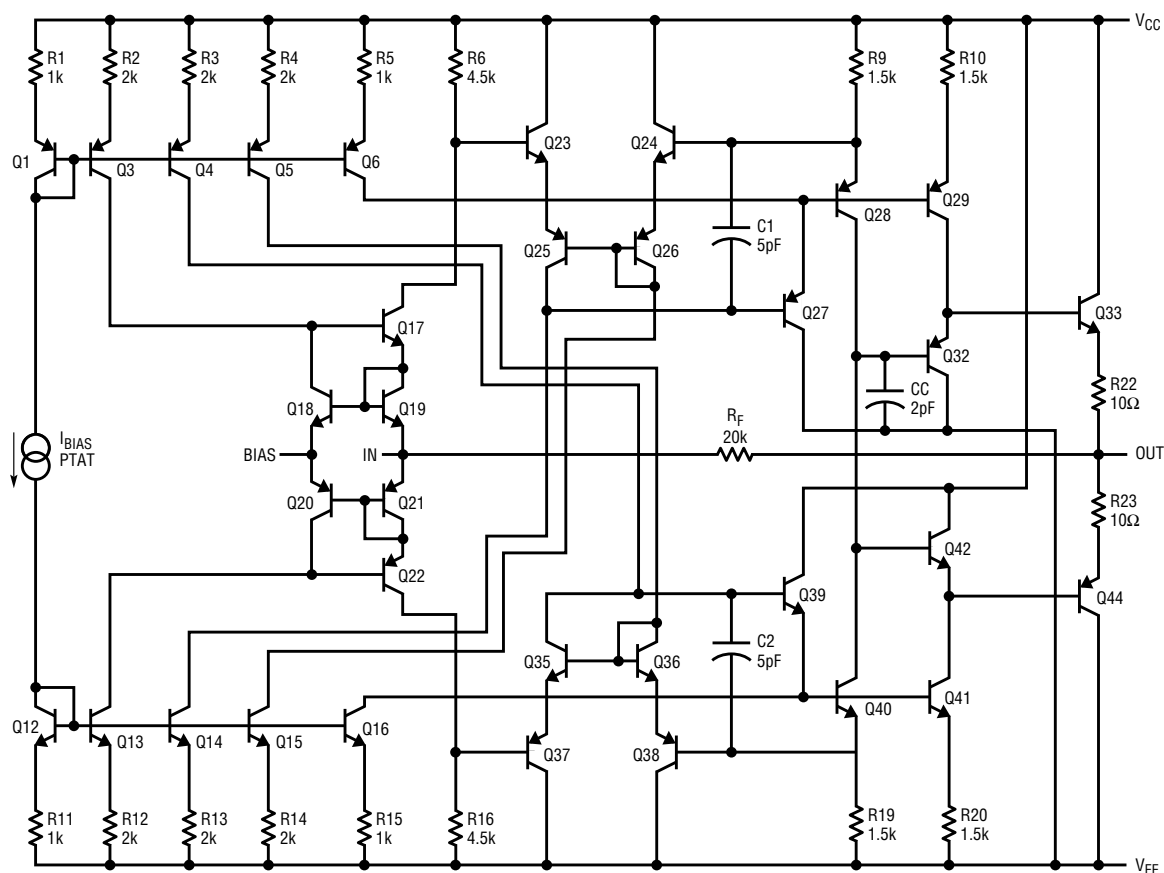 V_CC
R1
1k
R2
2k
R3
2k
R4
2k
R5
1k
R6
4.5k
R9
1.5k
R10
1.5k
Q1
Q3
Q4
Q5
Q6
Q23
Q24
Q28
Q29
Q25
Q26
C1
5pF
Q27
Q17
Q33
Q32
CC
2pF
R22
10Ω
Q18
Q19
I_BIAS
PTAT
BIAS
IN
R_F
20k
OUT
Q20
Q21
R23
10Ω
Q22
Q42
Q39
Q44
C2
5pF
Q35
Q36
Q12
Q13
Q14
Q15
Q16
Q40
Q41
Q37
Q38
R11
1k
R12
2k
R13
2k
R14
2k
R15
1k
R16
4.5k
R19
1.5k
R20
1.5k
V_EE